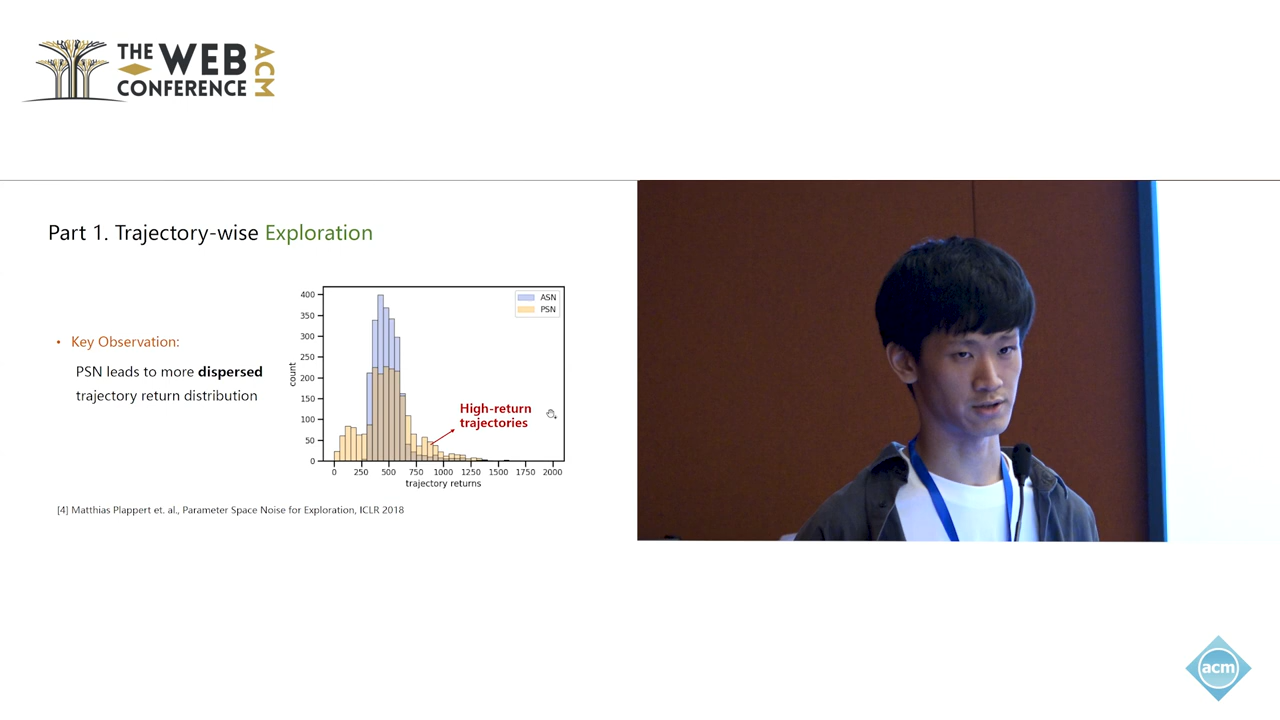 THE WEB
CONFERENCE
ACM
Part 1. Trajectory-wise Exploration
• Key Observation:
PSN leads to more dispersed
trajectory return distribution
ASN
PSN
400
350
300
250
200
150
100
50
0
count
High-return
trajectories
0 250 500 750 1000 1250 1500 1750 2000
trajectory returns
[4] Matthias Plappert et. al., Parameter Space Noise for Exploration, ICLR 2018
acm